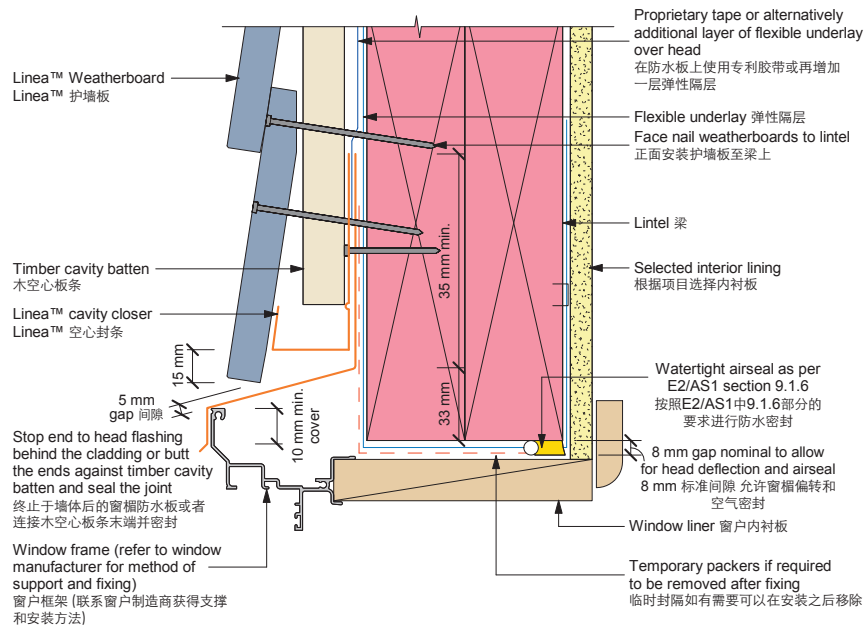 Linea™ Weatherboard
Linea™ 护墙板
Timber cavity batten
木空心板条
Linea™ cavity closer
Linea™ 空心封条
15 mm
5 mm
gap 间隙
10 mm min.
cover
Stop end to head flashing
behind the cladding or butt
the ends against timber cavity
batten and seal the joint
终止于墙体后的窗楣防水板或者
连接木空心板条末端并密封
Window frame (refer to window
manufacturer for method of
support and fixing)
窗户框架 (联系窗户制造商获得支撑
和安装方法)
35 mm min.
33 mm
Proprietary tape or alternatively
additional layer of flexible underlay
over head
在防水板上使用专利胶带或再增加
一层弹性隔层
Flexible underlay 弹性隔层
Face nail weatherboards to lintel
正面安装护墙板至梁上
Lintel 梁
Selected interior lining
根据项目选择内衬板
Watertight airseal as per
E2/AS1 section 9.1.6
按照E2/AS1中9.1.6部分的
要求进行防水密封
8 mm gap nominal to allow
for head deflection and airseal
8 mm 标准间隙 允许窗楣偏转和
空气密封
Window liner 窗户内衬板
Temporary packers if required
to be removed after fixing
临时封隔如有需要可以在安装之后移除